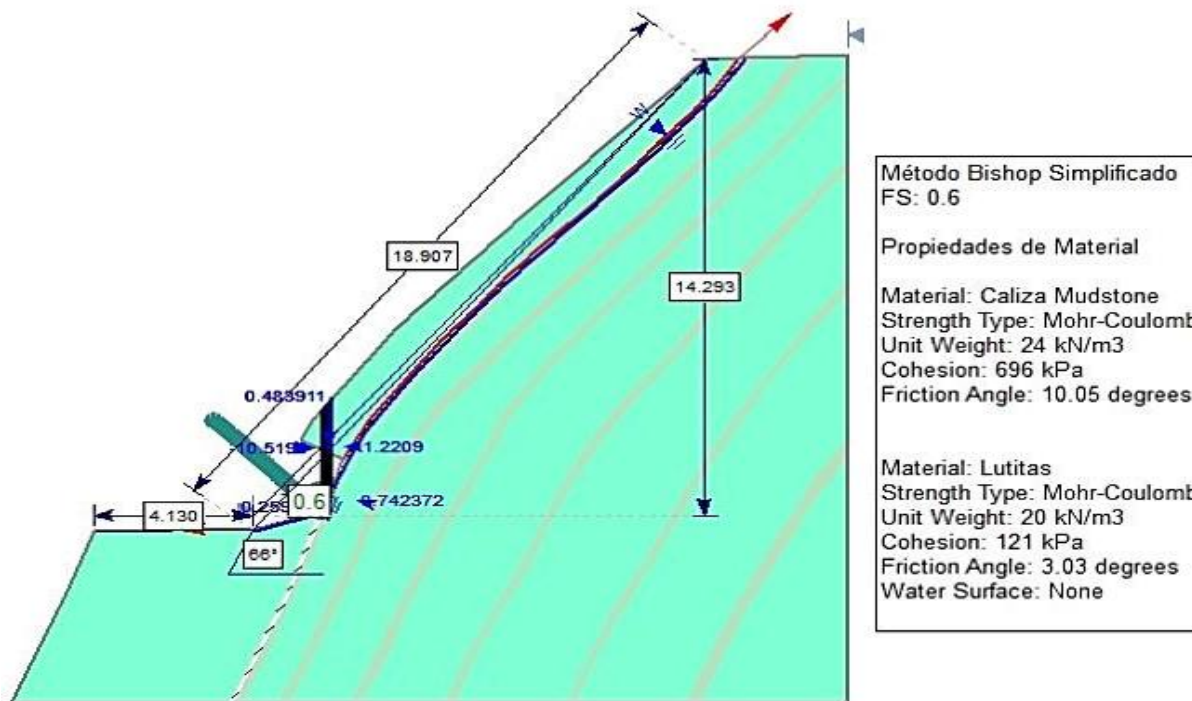 W
18.907
14.293
0.483911
1.2209
0.742372
0.6
4.130
66°
Método Bishop Simplificado
FS: 0.6
Propiedades de Material
Material: Caliza Mudstone
Strength Type: Mohr-Coulomb
Unit Weight: 24 kN/m3
Cohesion: 696 kPa
Friction Angle: 10.05 degrees
Material: Lutitas
Strength Type: Mohr-Coulomb
Unit Weight: 20 kN/m3
Cohesion: 121 kPa
Friction Angle: 3.03 degrees
Water Surface: None